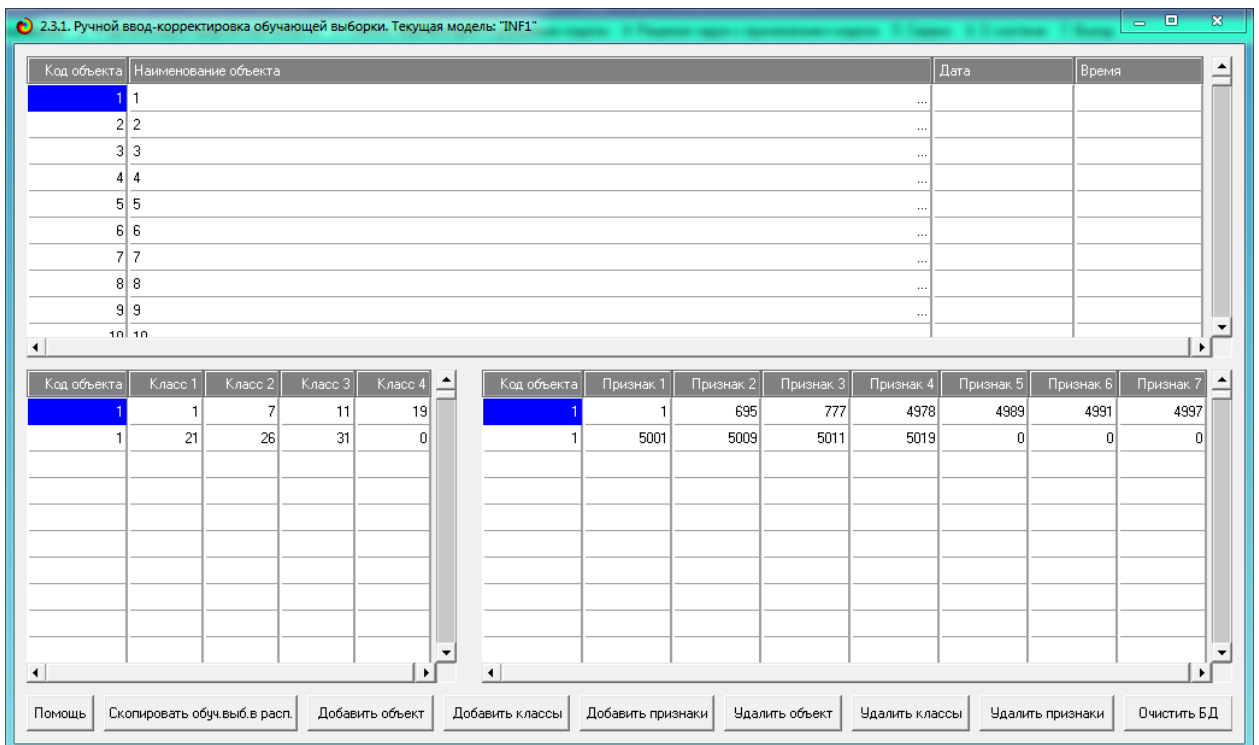 2.3.1. Ручной ввод-корректировка обучающей выборки. Текущая модель: "INF1"
Код объекта Наименование объекта Дата Время
1 1 ...
2 2 ...
3 3 ...
4 4 ...
5 5 ...
6 6 ...
7 7 ...
8 8 ...
9 9 ...
10 10
Код объекта Класс 1 Класс 2 Класс 3 Класс 4
1 1 7 11 19
1 21 26 31 0
Код объекта Признак 1 Признак 2 Признак 3 Признак 4 Признак 5 Признак 6 Признак 7
1 1 695 777 4978 4989 4991 4997
1 5001 5009 5011 5019 0 0 0
Помощь Скопировать обуч.выб.в расп. Добавить объект Добавить классы Добавить признаки Удалить объект Удалить классы Удалить признаки Очистить БД